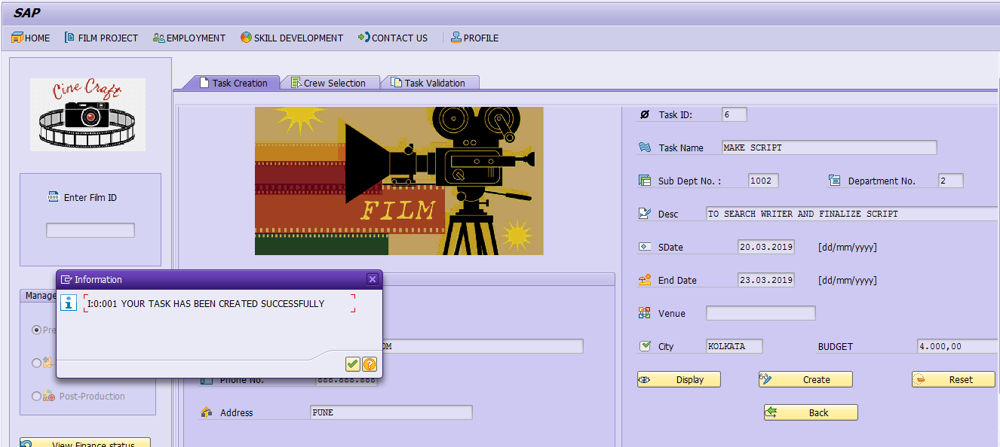 SAP
HOME FILM PROJECT EMPLOYMENT SKILL DEVELOPMENT CONTACT US PROFILE
Cine Craft
Task Creation Crew Selection Task Validation
FILM
Task ID: 6
Task Name MAKE SCRIPT
Sub Dept No. : 1002 Department No. 2
Enter Film ID
Desc TO SEARCH WRITER AND FINALIZE SCRIPT
SDate 20.03.2019 [dd/mm/yyyy]
End Date 23.03.2019 [dd/mm/yyyy]
Information
I:0:001 YOUR TASK HAS BEEN CREATED SUCCESSFULLY
Manage
Venue
Pre
City KOLKATA BUDGET 4.000,00
OM
Display Create Reset
Phone No. 888.888.888
Post-Production
Address PUNE
Back
View Finance status